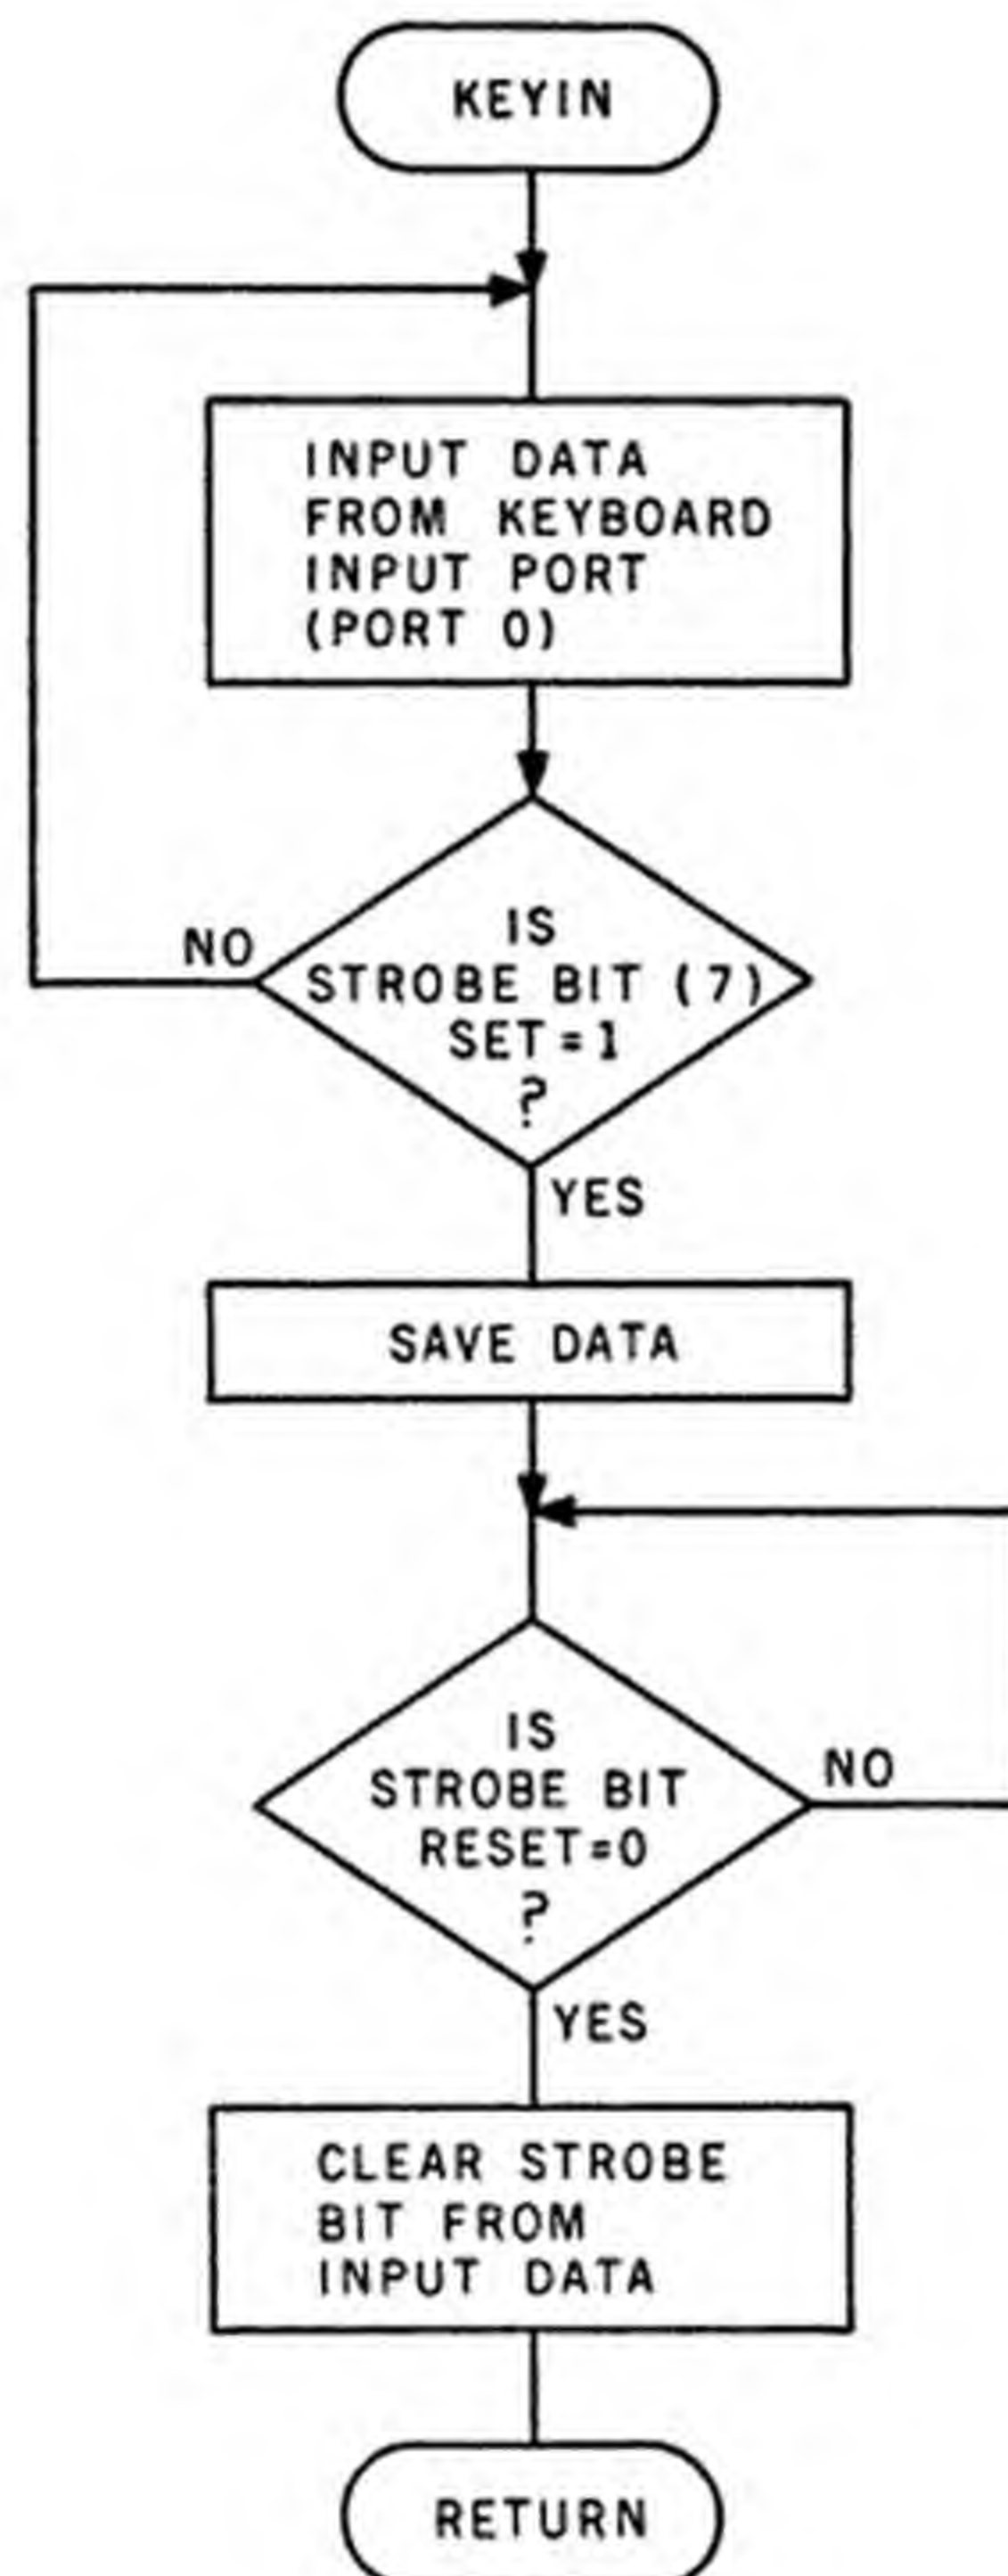 KEYIN
INPUT DATA
FROM KEYBOARD
INPUT PORT
(PORT 0)
IS
STROBE BIT (7)
SET=1
?
NO
YES
SAVE DATA
IS
STROBE BIT
RESET=0
?
NO
YES
CLEAR STROBE
BIT FROM
INPUT DATA
RETURN